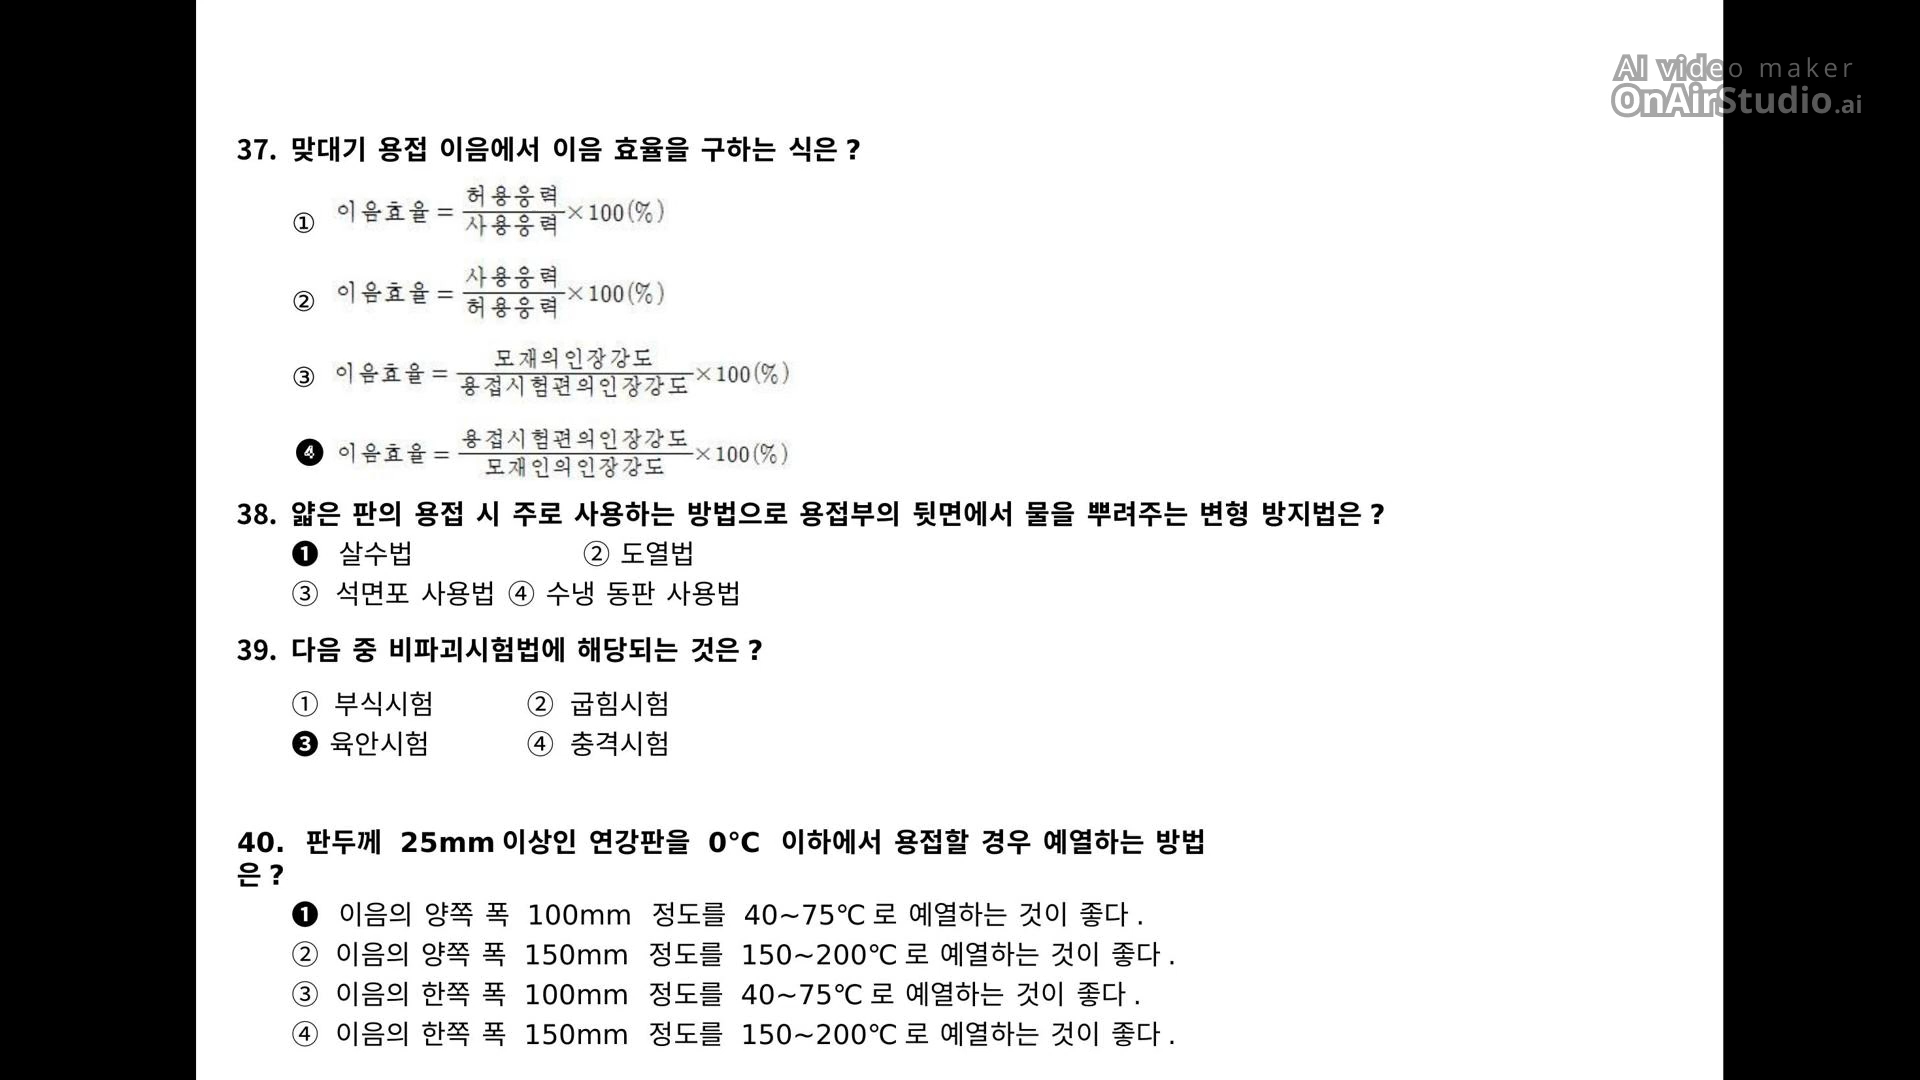 AI video maker
OnAirStudio.ai
37. 맞대기 용접 이음에서 이음 효율을 구하는 식은 ?
① 이음효율 = 허용응력 / 사용응력 × 100(%)
② 이음효율 = 사용응력 / 허용응력 × 100(%)
③ 이음효율 = 모재의인장강도 / 용접시험편의인장강도 × 100(%)
❹ 이음효율 = 용접시험편의인장강도 / 모재인의인장강도 × 100(%)
38. 얇은 판의 용접 시 주로 사용하는 방법으로 용접부의 뒷면에서 물을 뿌려주는 변형 방지법은 ?
❶ 살수법 ② 도열법
③ 석면포 사용법 ④ 수냉 동판 사용법
39. 다음 중 비파괴시험법에 해당되는 것은 ?
① 부식시험 ② 굽힘시험
❸ 육안시험 ④ 충격시험
40. 판두께 25mm 이상인 연강판을 0°C 이하에서 용접할 경우 예열하는 방법
은 ?
❶ 이음의 양쪽 폭 100mm 정도를 40~75℃ 로 예열하는 것이 좋다 .
② 이음의 양쪽 폭 150mm 정도를 150~200℃ 로 예열하는 것이 좋다 .
③ 이음의 한쪽 폭 100mm 정도를 40~75℃ 로 예열하는 것이 좋다 .
④ 이음의 한쪽 폭 150mm 정도를 150~200℃ 로 예열하는 것이 좋다 .